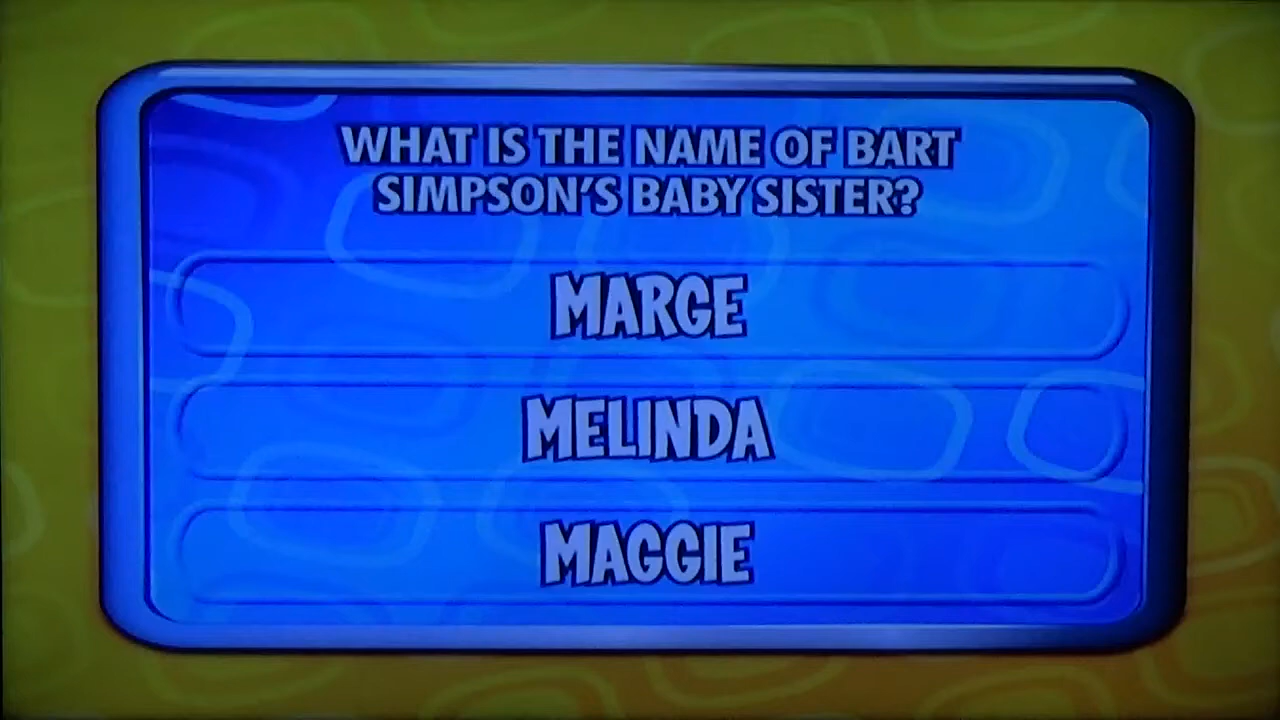 WHAT IS THE NAME OF BART
SIMPSON'S BABY SISTER?
MARGE
MELINDA
MAGGIE